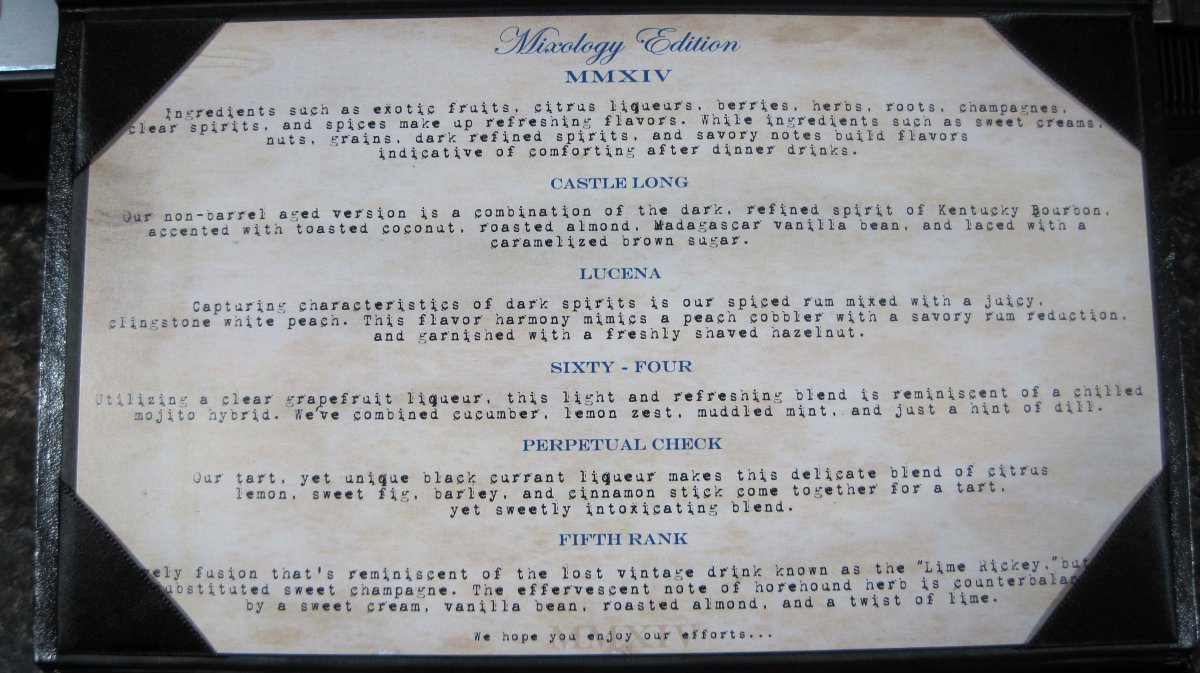 Mixology Edition
MMXIV
Ingredients such as exotic fruits, citrus liqueurs, berries, herbs, roots, champagnes,
clear spirits, and spices make up refreshing flavors. While ingredients such as sweet creams,
nuts, grains, dark refined spirits, and savory notes build flavors
indicative of comforting after dinner drinks.
CASTLE LONG
Our non-barrel aged version is a combination of the dark, refined spirit of Kentucky Bourbon,
accented with toasted coconut, roasted almond, Madagascar vanilla bean, and laced with a
caramelized brown sugar.
LUCENA
Capturing characteristics of dark spirits is our spiced rum mixed with a juicy,
clingstone white peach. This flavor harmony mimics a peach cobbler with a savory rum reduction,
and garnished with a freshly shaved hazelnut.
SIXTY - FOUR
Utilizing a clear grapefruit liqueur, this light and refreshing blend is reminiscent of a chilled
mojito hybrid. We've combined cucumber, lemon zest, muddled mint, and just a hint of dill.
PERPETUAL CHECK
Our tart, yet unique black currant liqueur makes this delicate blend of citrus
lemon, sweet fig, barley, and cinnamon stick come together for a tart,
yet sweetly intoxicating blend.
FIFTH RANK
fusion that's reminiscent of the lost vintage drink known as the "Lime Rickey," but
substituted sweet champagne. The effervescent note of horehound herb is
by a sweet cream, vanilla bean, roasted almond, and a twist of lime.
We hope you enjoy our efforts...
MMXIV